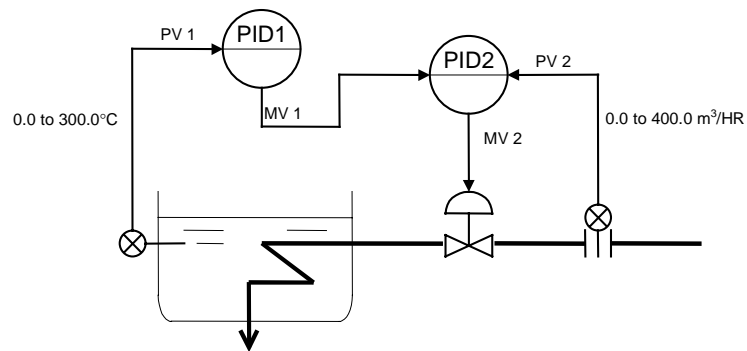 PV 1
PID1
PID2
PV 2
MV 1
MV 2
0.0 to 300.0°C
0.0 to 400.0 m³/HR